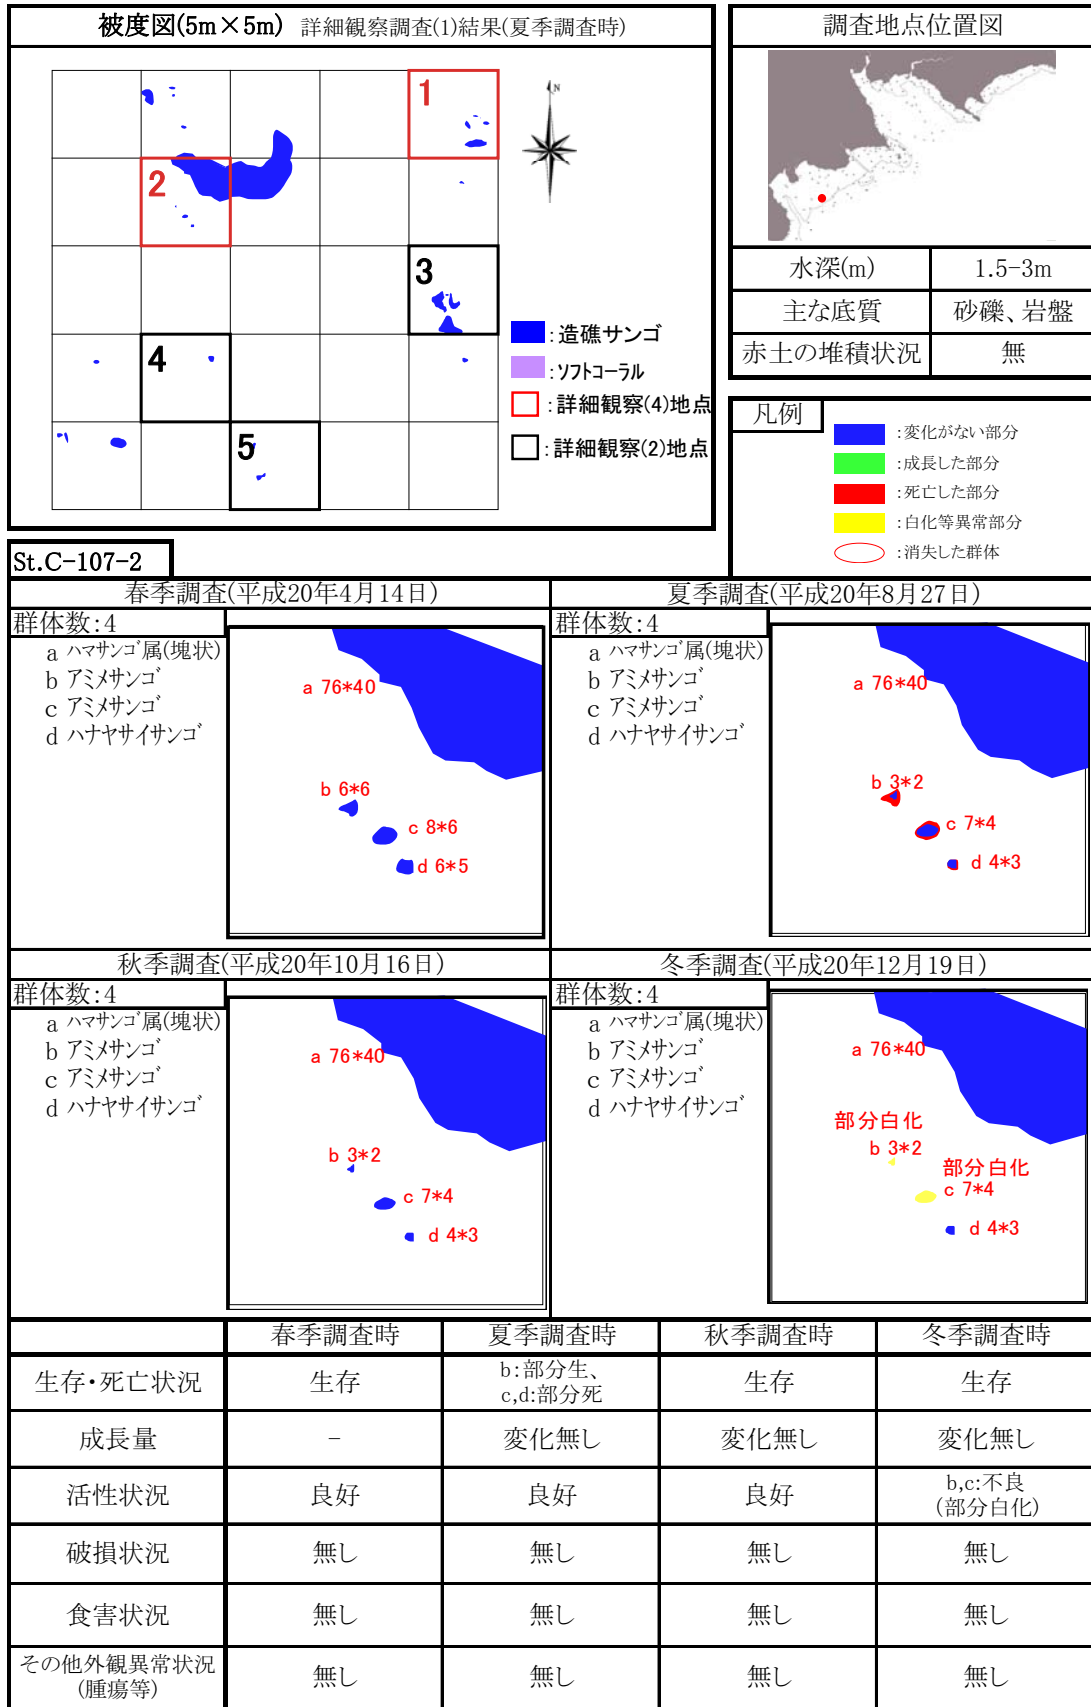 被度図(5m×5m) 詳細観察調査(1)結果(夏季調査時)
N
1
2
3
4
5
:造礁サンゴ
:ソフトコーラル
:詳細観察(4)地点
:詳細観察(2)地点
調査地点位置図
水深(m) 1.5-3m
主な底質 砂礫、岩盤
赤土の堆積状況 無
凡例
:変化がない部分
:成長した部分
:死亡した部分
:白化等異常部分
:消失した群体
St.C-107-2
春季調査(平成20年4月14日)
群体数:4
a ハマサンゴ属(塊状)
b アミメサンゴ
c アミメサンゴ
d ハナヤサイサンゴ
a 76*40
b 6*6
c 8*6
d 6*5
夏季調査(平成20年8月27日)
群体数:4
a ハマサンゴ属(塊状)
b アミメサンゴ
c アミメサンゴ
d ハナヤサイサンゴ
a 76*40
b 3*2
c 7*4
d 4*3
秋季調査(平成20年10月16日)
群体数:4
a ハマサンゴ属(塊状)
b アミメサンゴ
c アミメサンゴ
d ハナヤサイサンゴ
a 76*40
b 3*2
c 7*4
d 4*3
冬季調査(平成20年12月19日)
群体数:4
a ハマサンゴ属(塊状)
b アミメサンゴ
c アミメサンゴ
d ハナヤサイサンゴ
a 76*40
部分白化
b 3*2
部分白化
c 7*4
d 4*3
春季調査時 夏季調査時 秋季調査時 冬季調査時
生存・死亡状況 生存 b:部分生、 生存 生存
c,d:部分死
成長量 - 変化無し 変化無し 変化無し
活性状況 良好 良好 良好 b,c:不良
(部分白化)
破損状況 無し 無し 無し 無し
食害状況 無し 無し 無し 無し
その他外観異常状況 無し 無し 無し 無し
(腫瘍等)